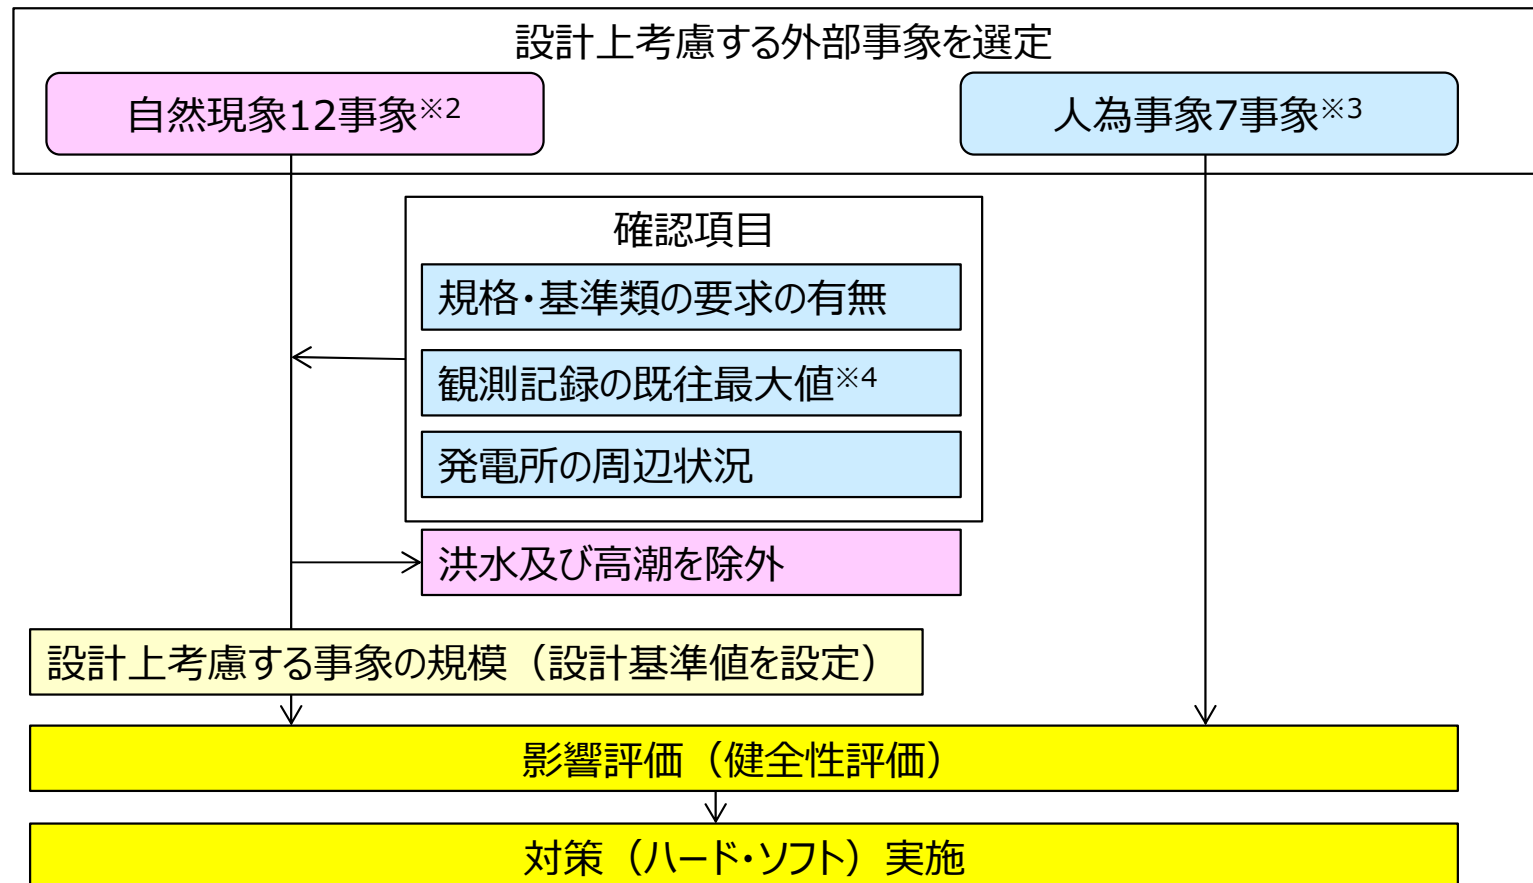 設計上考慮する外部事象を選定
自然現象12事象※2
人為事象7事象※3
確認項目
規格・基準類の要求の有無
観測記録の既往最大値※4
発電所の周辺状況
洪水及び高潮を除外
設計上考慮する事象の規模（設計基準値を設定）
影響評価（健全性評価）
対策（ハード・ソフト）実施